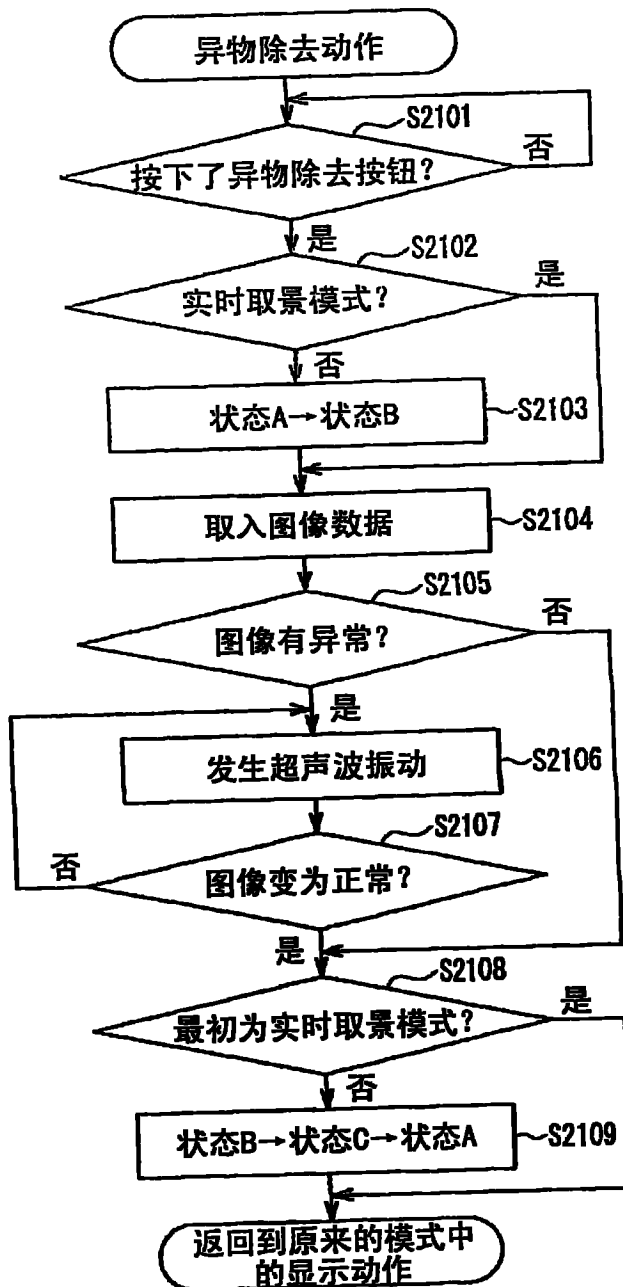 异物除去动作
S2101
否
按下了异物除去按钮？
是
S2102
实时取景模式？
是
否
状态A→状态B
S2103
取入图像数据
S2104
S2105
图像有异常？
否
是
发生超声波振动
S2106
S2107
否
图像变为正常？
是
S2108
最初为实时取景模式？
是
否
状态B→状态C→状态A
S2109
返回到原来的模式中
的显示动作